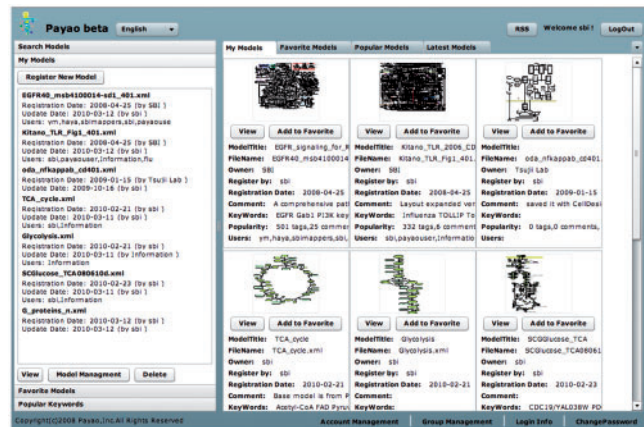 Payao beta
English
RSS
Welcome sbi !
LogOut
Search Models
My Models
Register New Model
EGFR40_msb4100014-sd1_401.xml
Registration Date: 2008-04-25 (by SBI )
Update Date: 2010-03-12 (by sbi )
Users: ym,haya,sbimappers,sbi,payaouse
Kitano_TLR_Fig1_401.xml
Registration Date: 2008-04-25 (by SBI )
Update Date: 2010-03-12 (by sbi )
Users: sbi,payaouser,Information,flu
oda_nfkappab_cd401.xml
Registration Date: 2009-01-15 (by Tsuji Lab )
Update Date: 2009-10-16 (by sbi )
TCA_cycle.xml
Registration Date: 2010-02-21 (by sbi )
Update Date: 2010-03-11 (by sbi )
Users: sbi,Information
Glycolysis.xml
Registration Date: 2010-02-21 (by sbi )
Update Date: 2010-03-11 (by Information )
Users: Information
SCGlucose_TCA080610d.xml
Registration Date: 2010-02-23 (by sbi )
Update Date: 2010-03-11 (by sbi )
Users: sbi,Information
G_proteins_n.xml
Registration Date: 2010-03-12 (by sbi )
Update Date: 2010-03-12 (by sbi )
View
Model Managment
Delete
Favorite Models
Popular Keywords
My Models
Favorite Models
Popular Models
Latest Models
View
Add to Favorite
ModelTitle: EGFR_signaling_for_R
FileName: EGFR40_msb4100014
Owner: SBI
Register by: sbi
Registration Date: 2008-04-25
Comment: A comprehensive pat
KeyWords: EGFR Gab1 PI3K key
Popularity: 501 tags,25 commen
Users: ym,haya,sbimappers,sbi,
View
Add to Favorite
ModelTitle: Kitano_TLR_2006_CD
FileName: Kitano_TLR_Fig1_401.
Owner: SBI
Register by: sbi
Registration Date: 2008-04-25
Comment: Layout expanded ver
KeyWords: Influenza TOLLIP Te
Popularity: 332 tags,6 comment
Users: sbi,payaouser,Informatio
View
Add to Favorite
ModelTitle:
FileName: oda_nfkappab_cd401.
Owner: Tsuji Lab
Register by: sbi
Registration Date: 2009-01-15
Comment: saved it with CellDesi
KeyWords:
Popularity: 0 tags,0 comments,
Users:
View
Add to Favorite
ModelTitle: TCA_cycle
FileName: TCA_cycle.xml
Owner: sbi
Register by: sbi
Registration Date: 2010-02-21
Comment: Base model is from P
KeyWords: Acetyl-CoA FAD Pyruv
View
Add to Favorite
ModelTitle: Glycolysis
FileName: Glycolysis.xml
Owner: sbi
Register by: sbi
Registration Date: 2010-02-21
Comment:
KeyWords:
View
Add to Favorite
ModelTitle: SCGGlucose_TCA
FileName: SCGlucose_TCA08061
Owner: sbi
Register by: sbi
Registration Date: 2010-02-23
Comment:
KeyWords: CDC19/YAL038W PD
Copyright(c)2008 Payao,Inc.All Rights Reserved
Account Management
Group Management
Login Info
ChangePassword